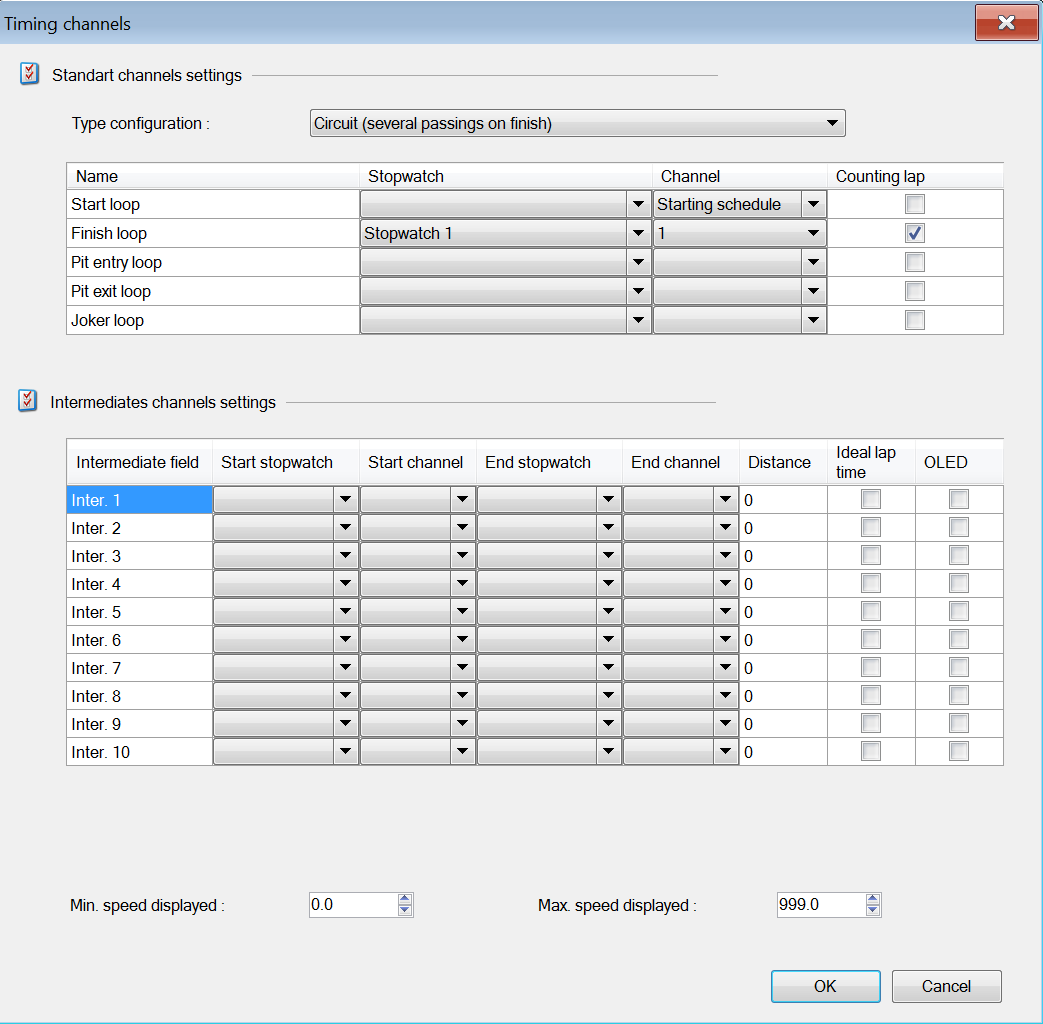 Timing channels
Standart channels settings
Type configuration : Circuit (several passings on finish)
Name Stopwatch Channel Counting lap
Start loop Starting schedule
Finish loop Stopwatch 1 1
Pit entry loop
Pit exit loop
Joker loop
Intermediates channels settings
Intermediate field Start stopwatch Start channel End stopwatch End channel Distance Ideal lap time OLED
Inter. 1 0
Inter. 2 0
Inter. 3 0
Inter. 4 0
Inter. 5 0
Inter. 6 0
Inter. 7 0
Inter. 8 0
Inter. 9 0
Inter. 10 0
Min. speed displayed : 0.0 Max. speed displayed : 999.0
OK Cancel